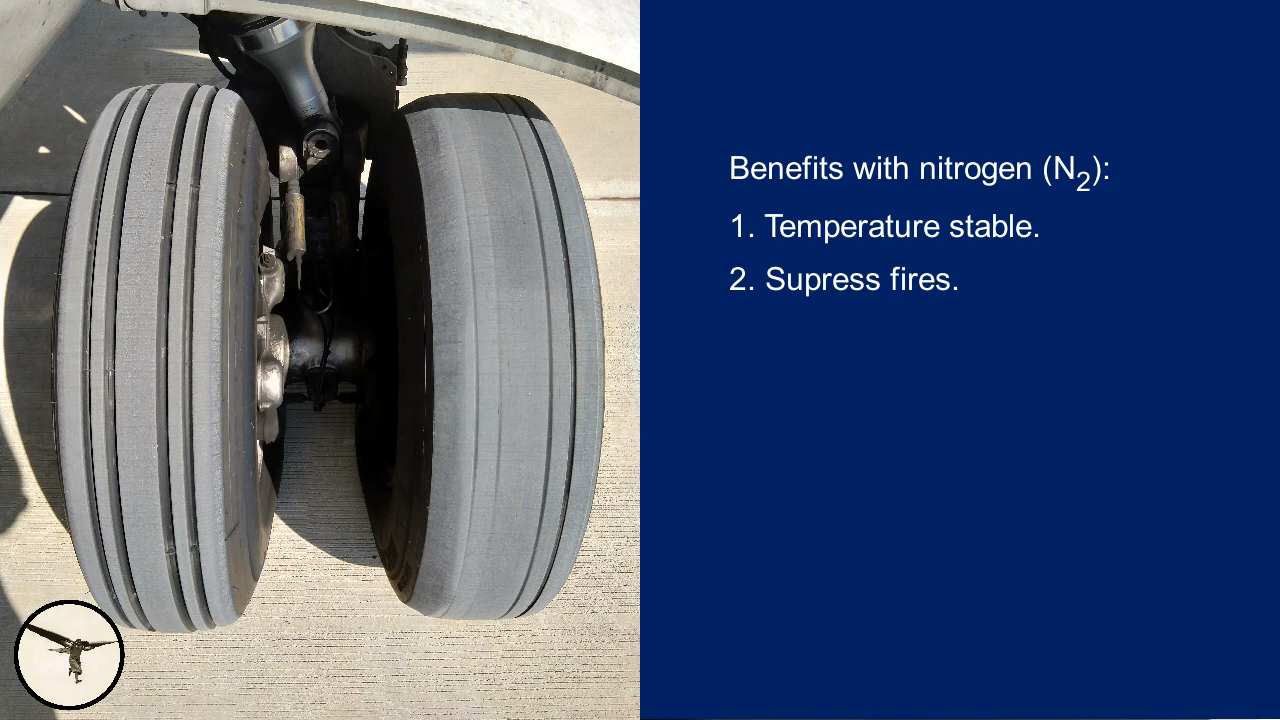 Benefits with nitrogen (N₂):
1. Temperature stable.
2. Supress fires.